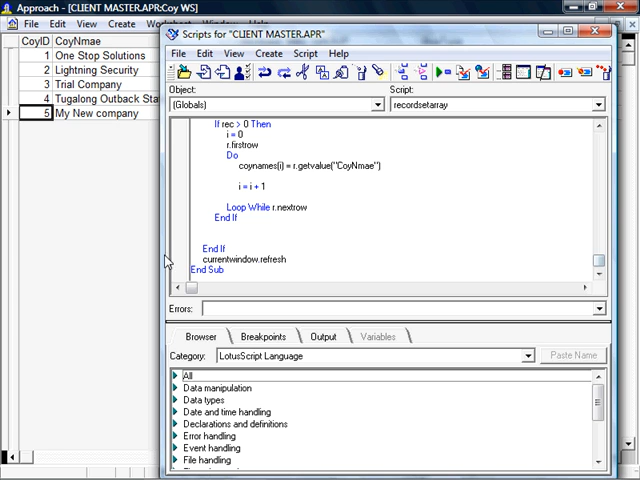 Approach - [CLIENT MASTER.APR:Coy WS]
File Edit View Create Worksheet Window Help
CoyID CoyNmae
1 One Stop Solutions
2 Lightning Security
3 Trial Company
4 Tugalong Outback Sta
5 My New company
Scripts for "CLIENT MASTER.APR"
File Edit View Create Script Help
Object: Script:
(Globals) recordsetarray
If rec > 0 Then
i = 0
r.firstrow
Do
coynames(i) = r.getvalue("CoyNmae")
i = i + 1
Loop While r.nextrow
End If
End If
currentwindow.refresh
End Sub
Errors:
Browser Breakpoints Output Variables
Category: LotusScript Language Paste Name
All
Data manipulation
Data types
Date and time handling
Declarations and definitions
Error handling
Event handling
File handling